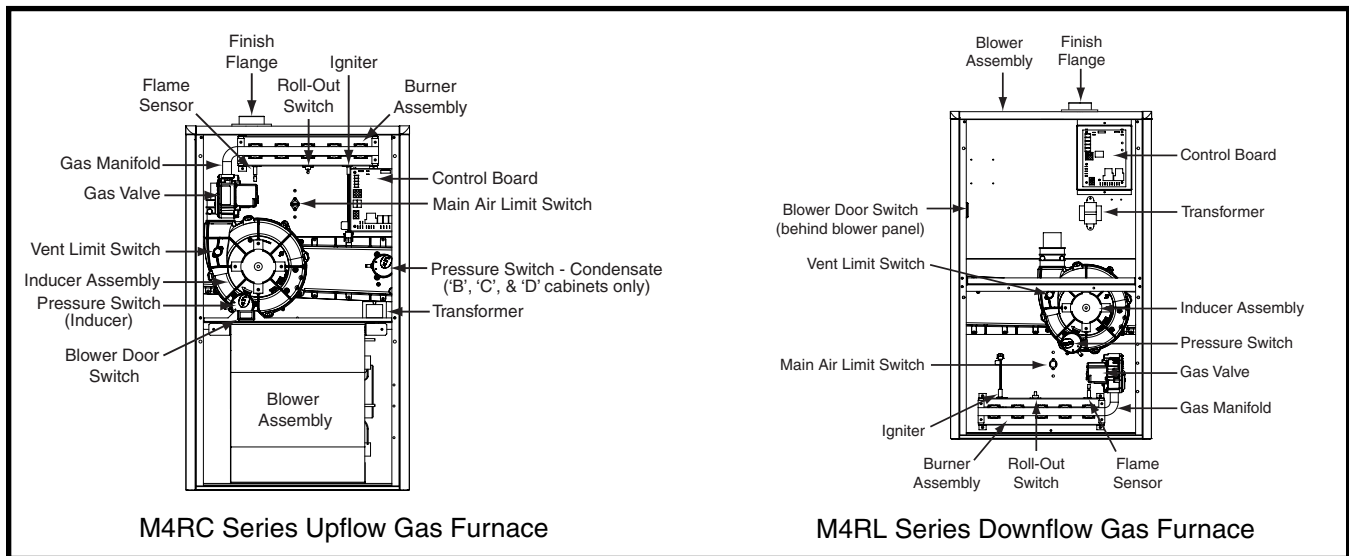 Finish
Flange
Igniter
Flame
Sensor
Roll-Out
Switch
Burner
Assembly
Gas Manifold
Gas Valve
Control Board
Main Air Limit Switch
Vent Limit Switch
Inducer Assembly
Pressure Switch
(Inducer)
Pressure Switch - Condensate
(‘B’, ‘C’, & ‘D’ cabinets only)
Transformer
Blower Door
Switch
Blower
Assembly
M4RC Series Upflow Gas Furnace
Blower
Assembly
Finish
Flange
Control Board
Blower Door Switch
(behind blower panel)
Transformer
Vent Limit Switch
Inducer Assembly
Pressure Switch
Main Air Limit Switch
Gas Valve
Gas Manifold
Igniter
Burner
Assembly
Roll-Out
Switch
Flame
Sensor
M4RL Series Downflow Gas Furnace